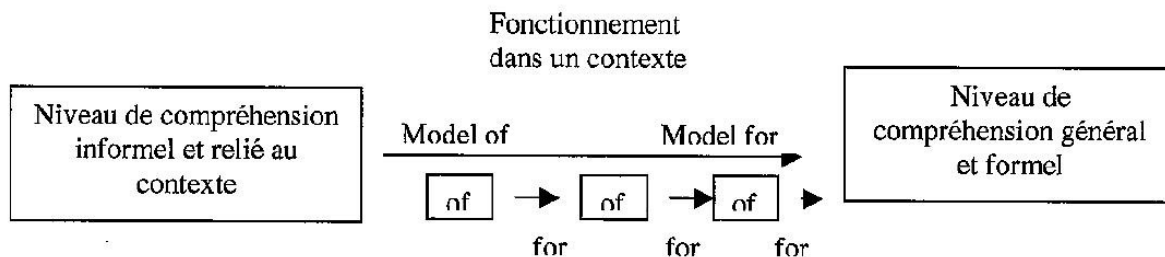 Fonctionnement
dans un contexte
Niveau de compréhension
informel et relié au
contexte
Model of
Model for
Niveau de
compréhension général
et formel
of
of
of
for
for
for